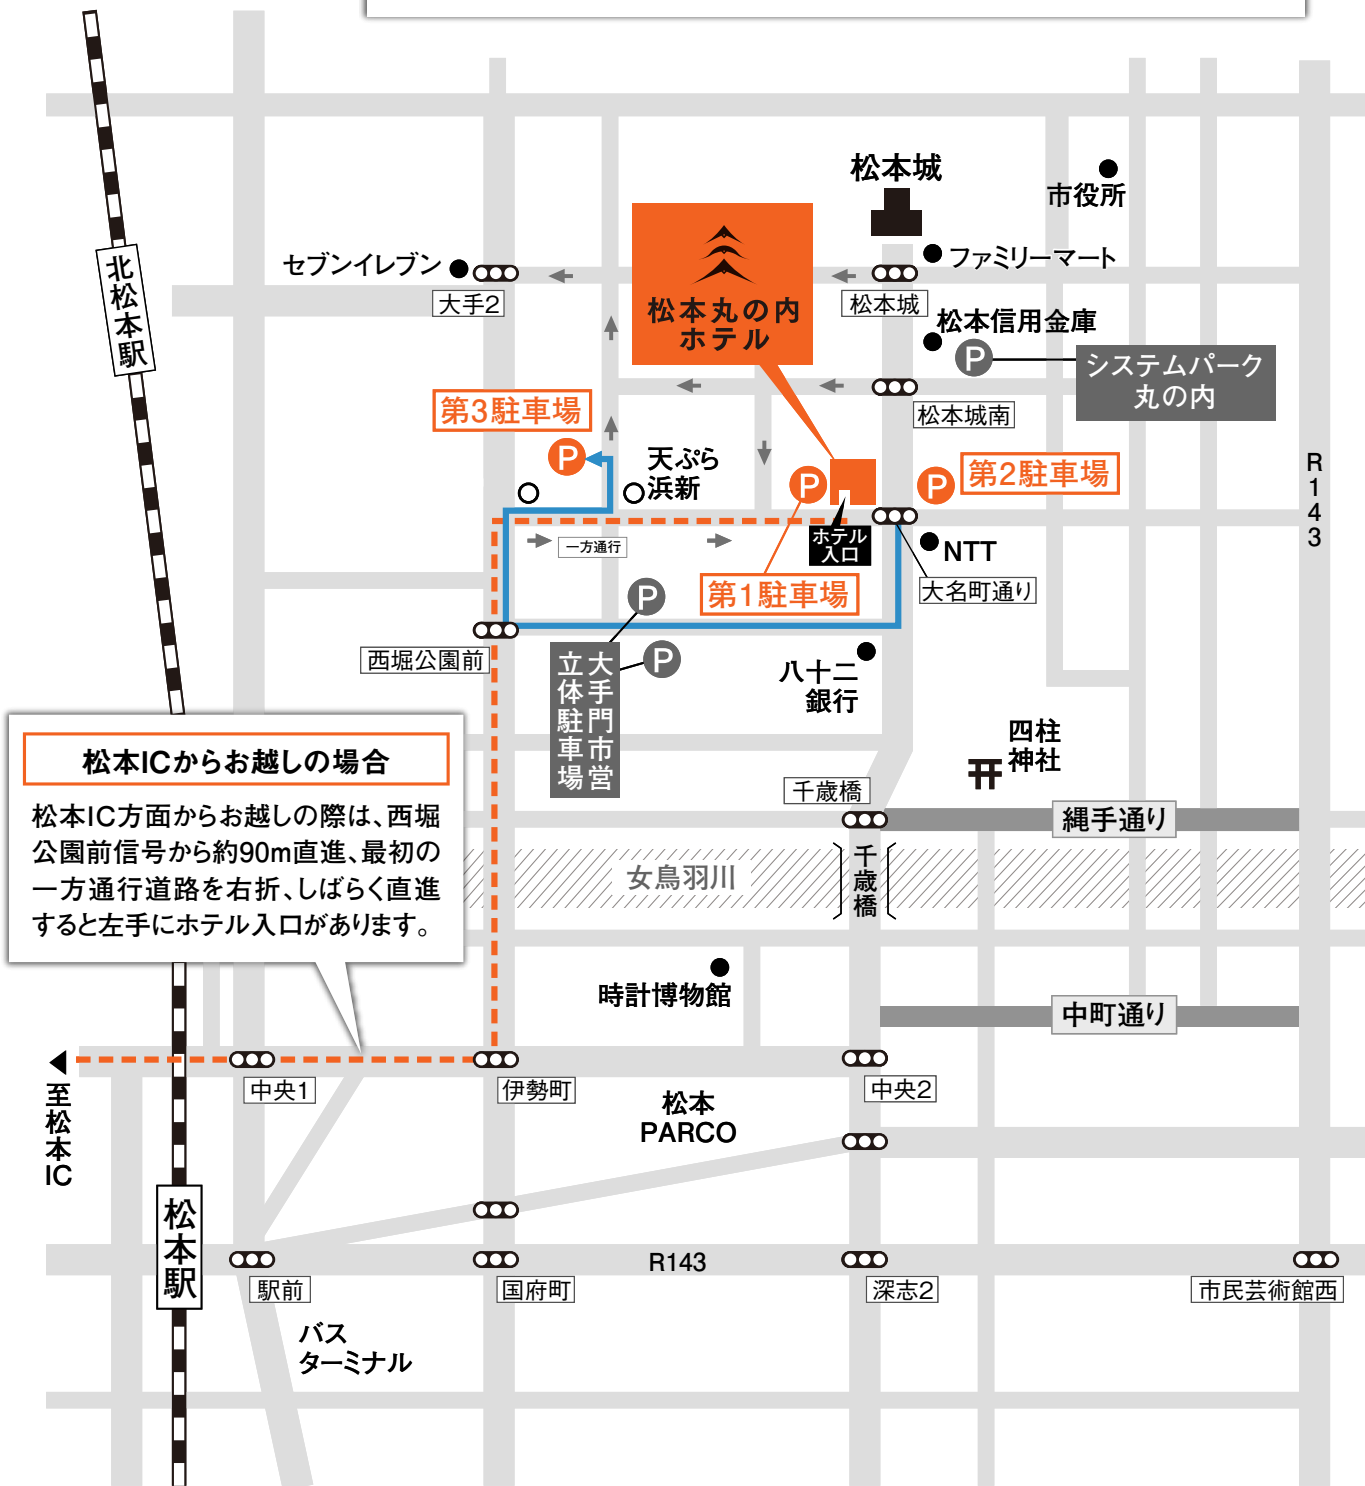 松本城
市役所
北松本駅
セブンイレブン
大手2
松本丸の内
ホテル
ファミリーマート
松本城
松本信用金庫
P
システムパーク
丸の内
松本城南
第3駐車場
P
天ぷら
浜新
P
P
第2駐車場
R143
一方通行
ホテル
入口
NTT
大名町通り
第1駐車場
P
西堀公園前
P
大手門市営
立体駐車場
八十二
銀行
四柱
神社
松本ICからお越しの場合
松本IC方面からお越しの際は、西堀
公園前信号から約90m直進、最初の
一方通行道路を右折、しばらく直進
すると左手にホテル入口があります。
千歳橋
縄手通り
女鳥羽川
千歳橋
時計博物館
中町通り
中央1
伊勢町
中央2
至松本IC
松本
PARCO
松本駅
駅前
国府町
R143
深志2
市民芸術館西
バス
ターミナル